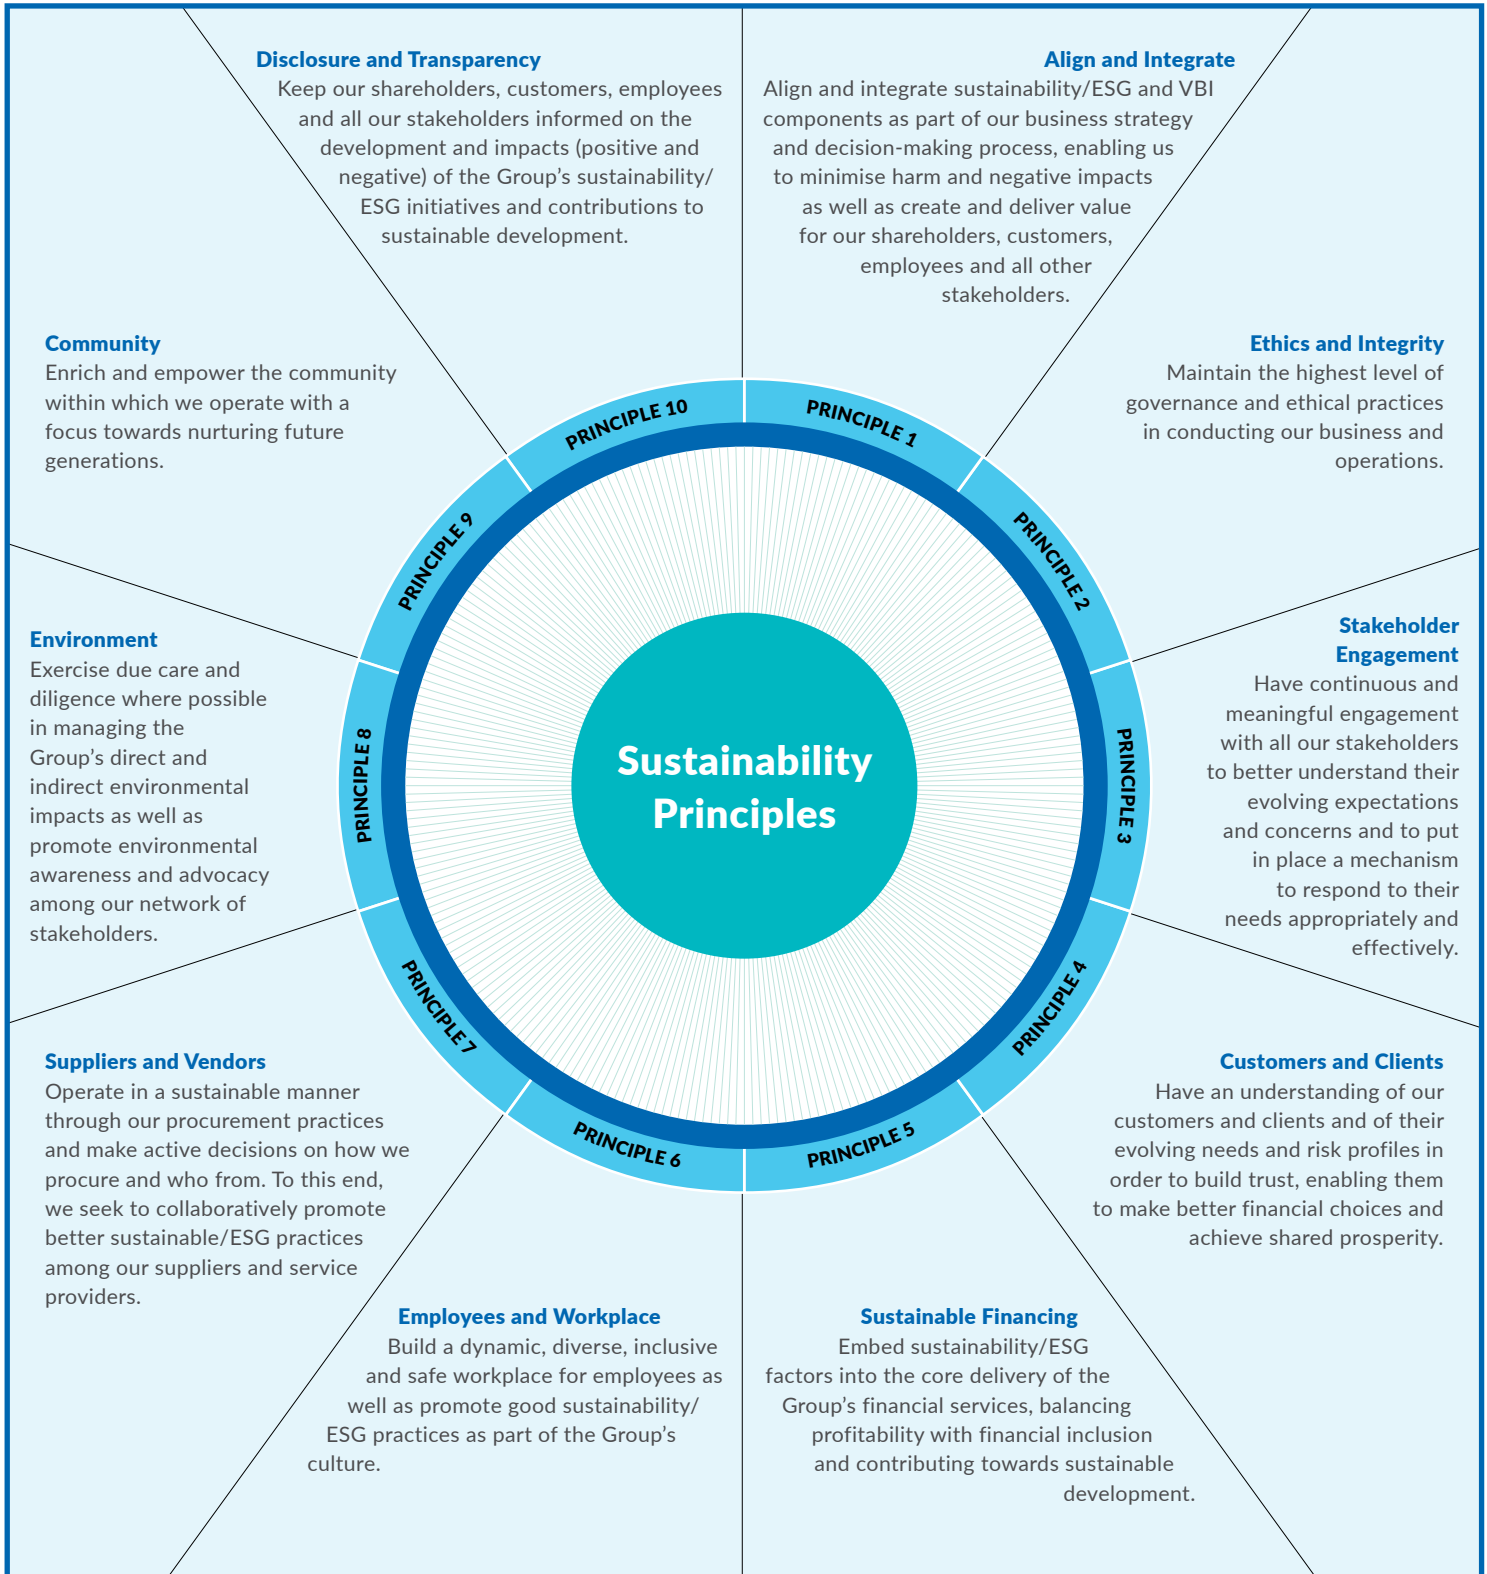 Disclosure and Transparency
Keep our shareholders, customers, employees
and all our stakeholders informed on the
development and impacts (positive and
negative) of the Group's sustainability/
ESG initiatives and contributions to
sustainable development.
Align and Integrate
Align and integrate sustainability/ESG and VBI
components as part of our business strategy
and decision-making process, enabling us
to minimise harm and negative impacts
as well as create and deliver value
for our shareholders, customers,
employees and all other
stakeholders.
Community
Enrich and empower the community
within which we operate with a
focus towards nurturing future
generations.
Ethics and Integrity
Maintain the highest level of
governance and ethical practices
in conducting our business and
operations.
PRINCIPLE 10
PRINCIPLE 1
PRINCIPLE 9
PRINCIPLE 2
Environment
Exercise due care and
diligence where possible
in managing the
Group's direct and
indirect environmental
impacts as well as
promote environmental
awareness and advocacy
among our network of
stakeholders.
PRINCIPLE 8
Sustainability
Principles
PRINCIPLE 3
Stakeholder
Engagement
Have continuous and
meaningful engagement
with all our stakeholders
to better understand their
evolving expectations
and concerns and to put
in place a mechanism
to respond to their
needs appropriately and
effectively.
PRINCIPLE 7
PRINCIPLE 4
PRINCIPLE 6
PRINCIPLE 5
Suppliers and Vendors
Operate in a sustainable manner
through our procurement practices
and make active decisions on how we
procure and who from. To this end,
we seek to collaboratively promote
better sustainable/ESG practices
among our suppliers and service
providers.
Customers and Clients
Have an understanding of our
customers and clients and of their
evolving needs and risk profiles in
order to build trust, enabling them
to make better financial choices and
achieve shared prosperity.
Employees and Workplace
Build a dynamic, diverse, inclusive
and safe workplace for employees as
well as promote good sustainability/
ESG practices as part of the Group's
culture.
Sustainable Financing
Embed sustainability/ESG
factors into the core delivery of the
Group's financial services, balancing
profitability with financial inclusion
and contributing towards sustainable
development.